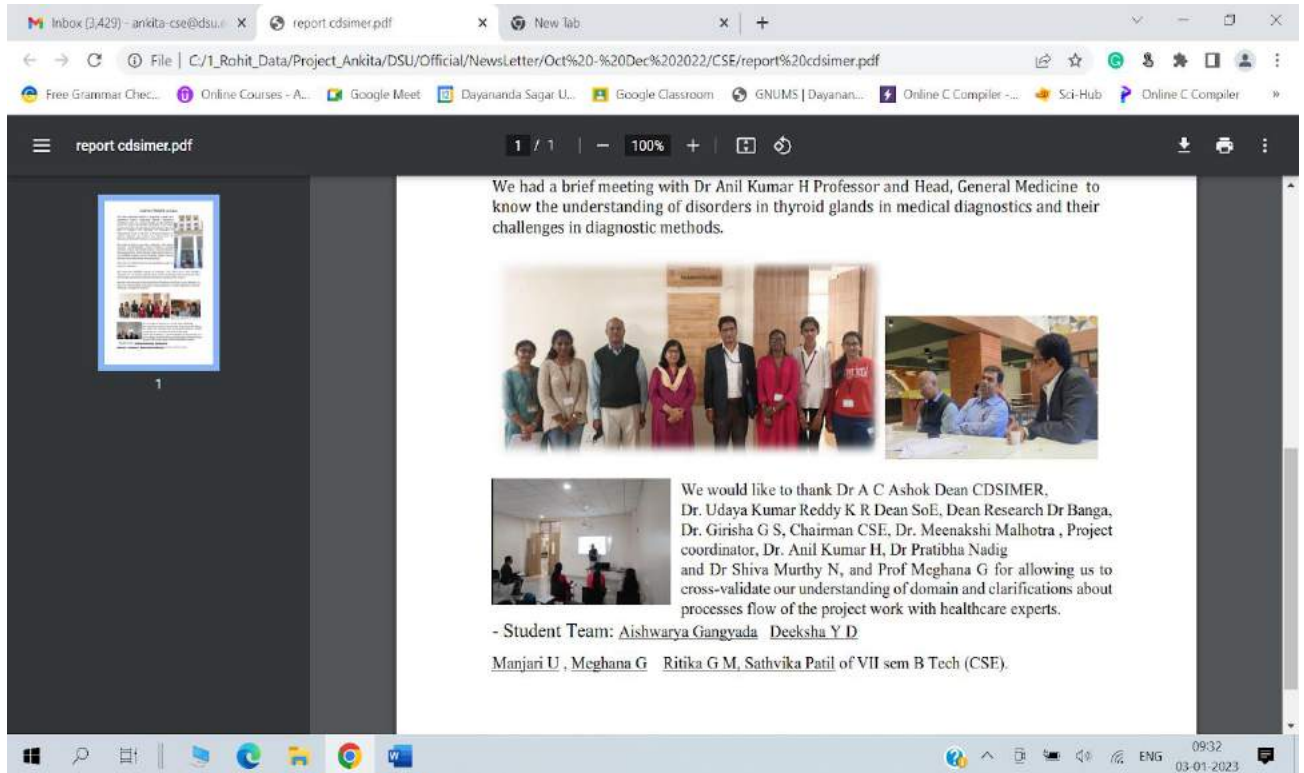 Inbox (3,429) - ankita-cse@dsu.e
report cdsimer.pdf
New Tab
File | C:/1_Rohit_Data/Project_Ankita/DSU/Official/NewsLetter/Oct%20-%20Dec%202022/CSE/report%20cdsimer.pdf
Free Grammar Chec...
Online Courses - A...
Google Meet
Dayananda Sagar U...
Google Classroom
GNUMS | Dayanan...
Online C Compiler -...
Sci-Hub
Online C Compiler
report cdsimer.pdf
1 / 1
100%
1
We had a brief meeting with Dr Anil Kumar H Professor and Head, General Medicine to
know the understanding of disorders in thyroid glands in medical diagnostics and their
challenges in diagnostic methods.
We would like to thank Dr A C Ashok Dean CDSIMER,
Dr. Udaya Kumar Reddy K R Dean SoE, Dean Research Dr Banga,
Dr. Girisha G S, Chairman CSE, Dr. Meenakshi Malhotra , Project
coordinator, Dr. Anil Kumar H, Dr Pratibha Nadig
and Dr Shiva Murthy N, and Prof Meghana G for allowing us to
cross-validate our understanding of domain and clarifications about
processes flow of the project work with healthcare experts.
- Student Team: Aishwarya Gangyada Deeksha Y D
Manjari U , Meghana G Ritika G M, Sathvika Patil of VII sem B Tech (CSE).
ENG
09:32
03-01-2023